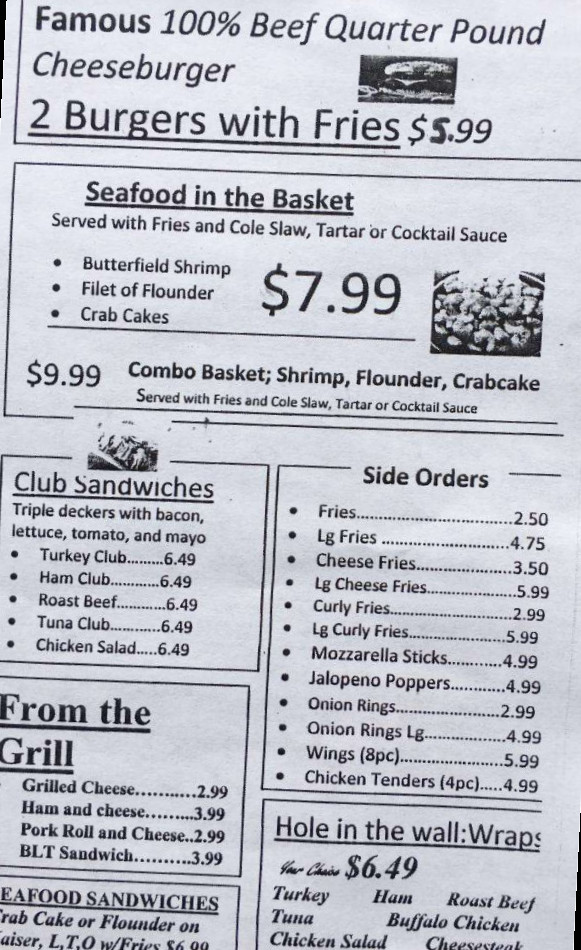 Famous 100% Beef Quarter Pound
Cheeseburger
2 Burgers with Fries $5.99
Seafood in the Basket
Served with Fries and Cole Slaw, Tartar or Cocktail Sauce
• Butterfield Shrimp
• Filet of Flounder
• Crab Cakes
$7.99
$9.99 Combo Basket; Shrimp, Flounder, Crabcake
Served with Fries and Cole Slaw, Tartar or Cocktail Sauce
Club Sandwiches
Triple deckers with bacon,
lettuce, tomato, and mayo
• Turkey Club.........6.49
• Ham Club............6.49
• Roast Beef............6.49
• Tuna Club............6.49
• Chicken Salad.....6.49
From the
Grill
Grilled Cheese..........2.99
Ham and cheese........3.99
Pork Roll and Cheese..2.99
BLT Sandwich..........3.99
EAFOOD SANDWICHES
rab Cake or Flounder on
aiser, L,T,O w/Fries $6.99
Side Orders
• Fries................................2.50
• Lg Fries ..........................4.75
• Cheese Fries....................3.50
• Lg Cheese Fries..................5.99
• Curly Fries.........................2.99
• Lg Curly Fries....................5.99
• Mozzarella Sticks............4.99
• Jalopeno Poppers............4.99
• Onion Rings.....................2.99
• Onion Rings Lg................4.99
• Wings (8pc).....................5.99
• Chicken Tenders (4pc).....4.99
Hole in the wall:Wraps
Your Choice $6.49
Turkey Ham Roast Beef
Tuna Buffalo Chicken
Chicken Salad Cheesesteak